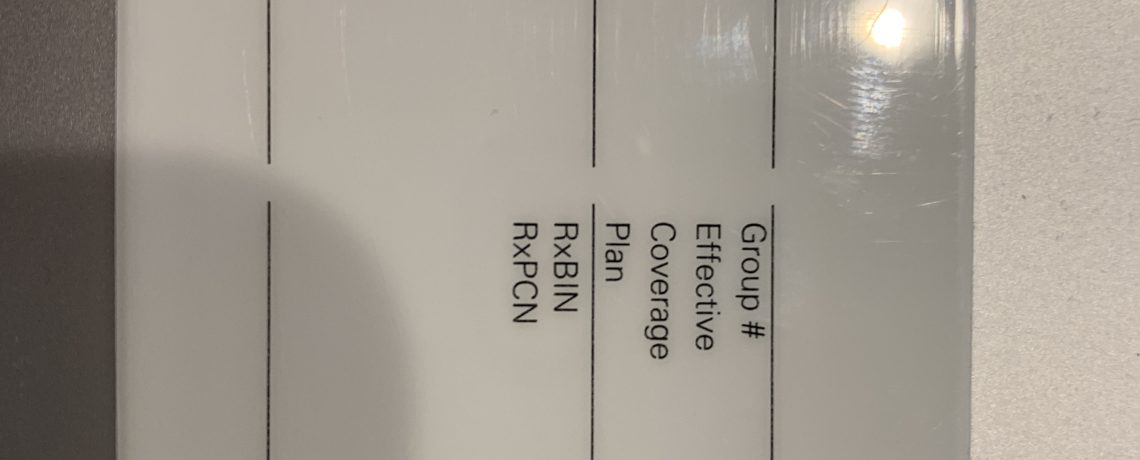 Group #
Effective
Coverage
Plan
RxBIN
RxPCN